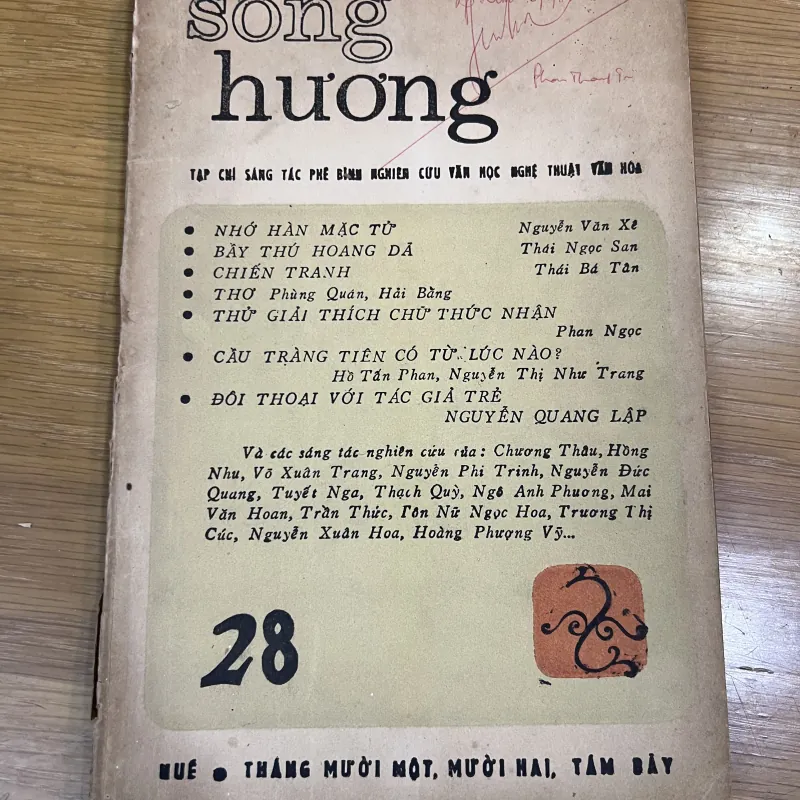 sông
hương
TẠP CHÍ SÁNG TÁC PHÊ BÌNH NGHIÊN CỨU VĂN HỌC NGHỆ THUẬT VĂN HÓA
• NHỚ HÀN MẶC TỬ Nguyễn Văn Xê
• BẦY THÚ HOANG DÃ Thái Ngọc San
• CHIẾN TRANH Thái Bá Tân
• THƠ Phùng Quán, Hải Bằng
• THỬ GIẢI THÍCH CHỮ THỨC NHẬN
Phan Ngọc
• CẦU TRÀNG TIỀN CÓ TỪ LÚC NÀO?
Hồ Tấn Phan, Nguyễn Thị Như Trang
• ĐỐI THOẠI VỚI TÁC GIẢ TRẺ
NGUYỄN QUANG LẬP
Và các sáng tác nghiên cứu của: Chương Thâu, Hồng
Nhu, Võ Xuân Trang, Nguyễn Phi Trinh, Nguyễn Đức
Quang, Tuyết Nga, Thạch Quỳ, Ngô Anh Phương, Mai
Văn Hoan, Trần Thức, Tôn Nữ Ngọc Hoa, Trương Thị
Cúc, Nguyễn Xuân Hoa, Hoàng Phượng Vỹ...
28
HUẾ • THÁNG MƯỜI MỘT, MƯỜI HAI, TÁM BẢY